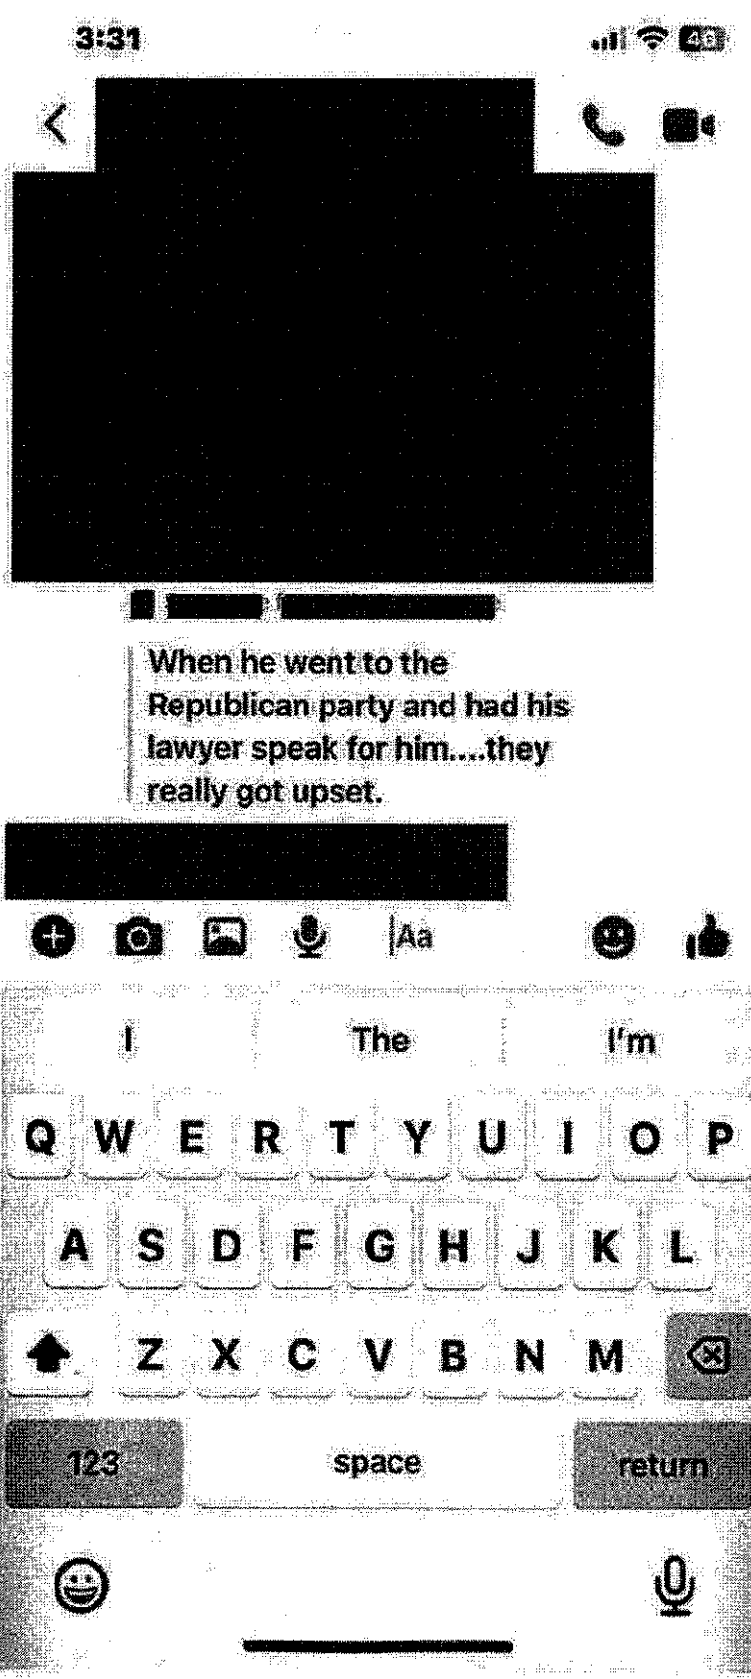 3:31
46
When he went to the
Republican party and had his
lawyer speak for him....they
really got upset.
Aa
I The I'm
Q W E R T Y U I O P
A S D F G H J K L
Z X C V B N M
123 space return